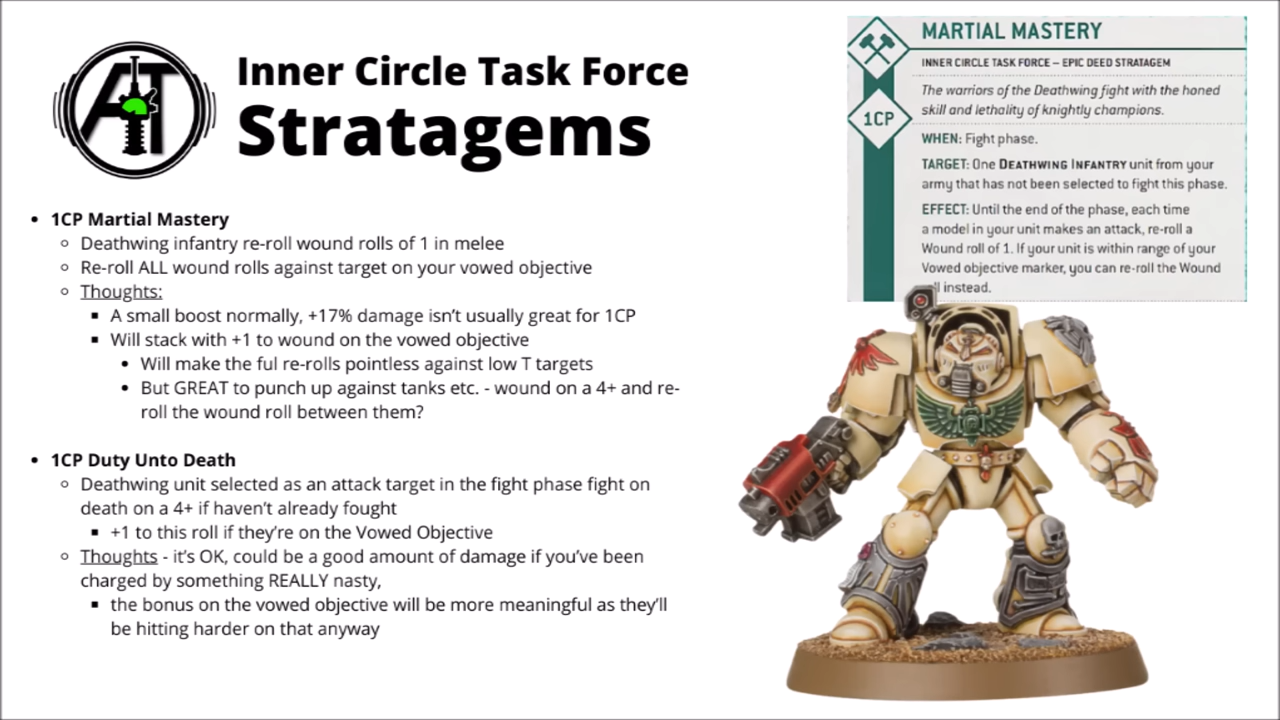 AT
Inner Circle Task Force
Stratagems
• 1CP Martial Mastery
○ Deathwing infantry re-roll wound rolls of 1 in melee
○ Re-roll ALL wound rolls against target on your vowed objective
○ Thoughts:
▪ A small boost normally, +17% damage isn't usually great for 1CP
▪ Will stack with +1 to wound on the vowed objective
• Will make the ful re-rolls pointless against low T targets
• But GREAT to punch up against tanks etc. - wound on a 4+ and re-
roll the wound roll between them?
• 1CP Duty Unto Death
○ Deathwing unit selected as an attack target in the fight phase fight on
death on a 4+ if haven't already fought
▪ +1 to this roll if they're on the Vowed Objective
○ Thoughts - it's OK, could be a good amount of damage if you've been
charged by something REALLY nasty,
▪ the bonus on the vowed objective will be more meaningful as they'll
be hitting harder on that anyway
MARTIAL MASTERY
INNER CIRCLE TASK FORCE – EPIC DEED STRATAGEM
The warriors of the Deathwing fight with the honed
skill and lethality of knightly champions.
1CP
WHEN: Fight phase.
TARGET: One DEATHWING INFANTRY unit from your
army that has not been selected to fight this phase.
EFFECT: Until the end of the phase, each time
a model in your unit makes an attack, re-roll a
Wound roll of 1. If your unit is within range of your
Vowed objective marker, you can re-roll the Wound
instead.